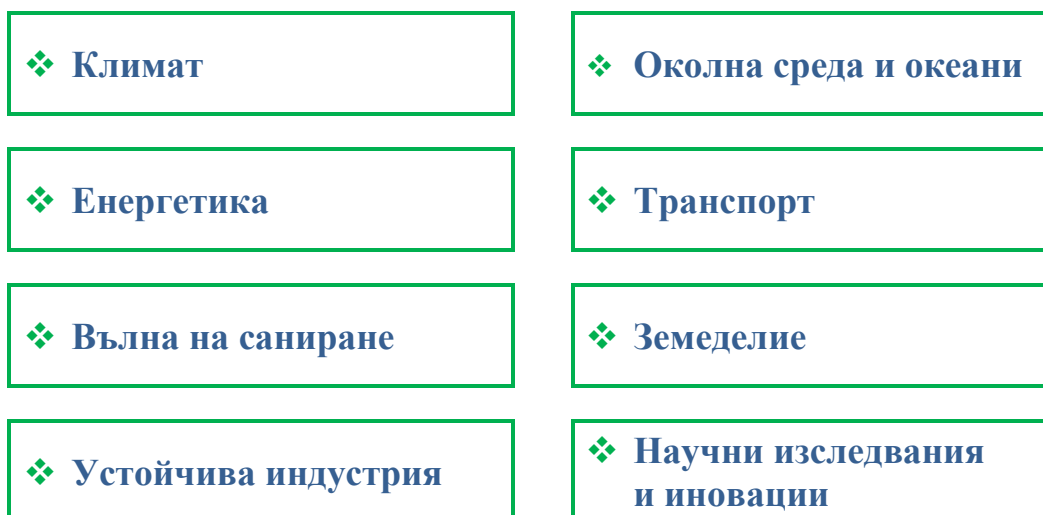 ❖ Климат
❖ Околна среда и океани
❖ Енергетика
❖ Транспорт
❖ Вълна на саниране
❖ Земеделие
❖ Устойчива индустрия
❖ Научни изследвания
и иновации